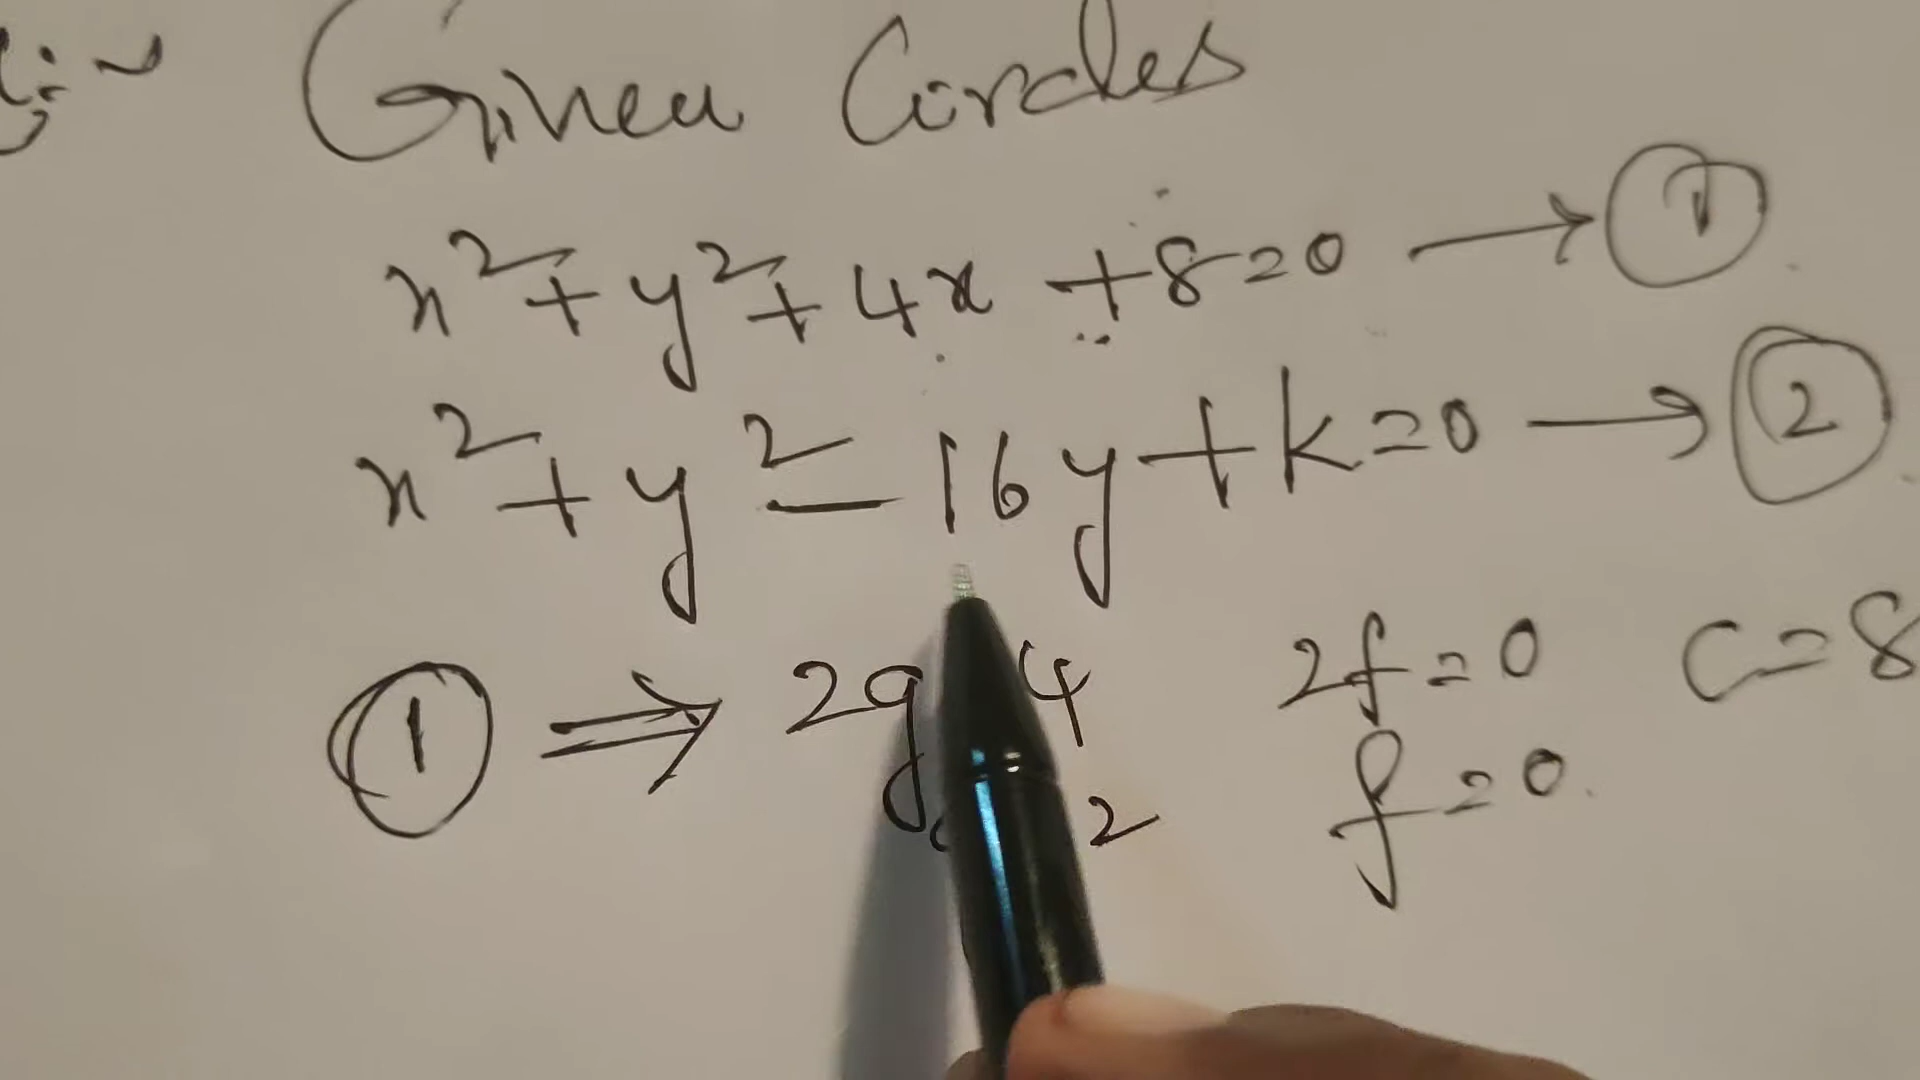 Given Circles
x² + y² + 4x + 8 = 0 → ①
x² + y² - 16y + k = 0 → ②
① ⇒ 2g 4 2f = 0 c = 8
2 f = 0